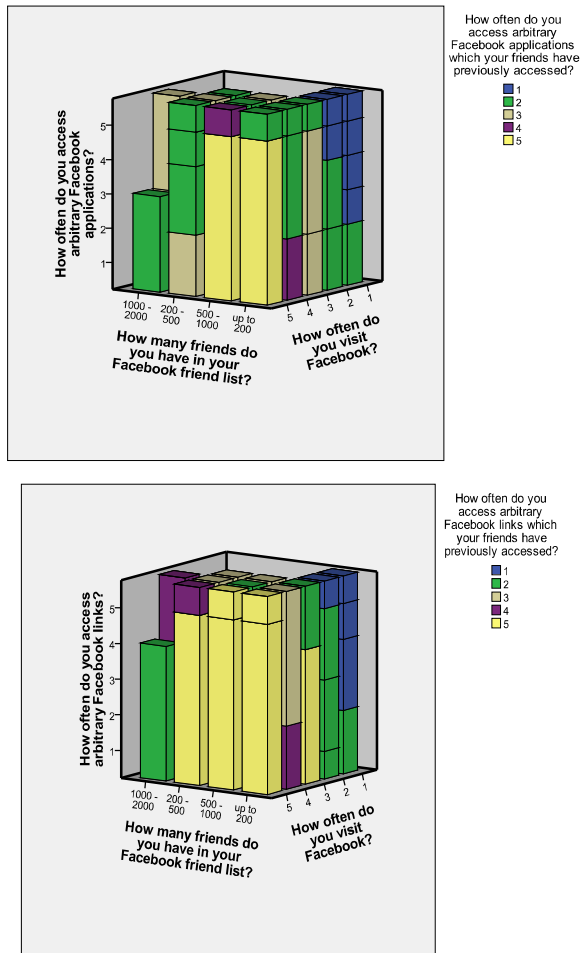 How often do you
access arbitrary
Facebook applications
which your friends have
previously accessed?
1
2
3
4
5
How often do you access
arbitrary Facebook
applications?
5
4
3
2
1
1000 -
2000
200 -
500
500 -
1000
up to
200
How many friends do
you have in your
Facebook friend list?
5
4
3
2
1
How often do
you visit
Facebook?
How often do you
access arbitrary
Facebook links which
your friends have
previously accessed?
1
2
3
4
5
How often do you access
arbitrary Facebook links?
5
4
3
2
1
1000 -
2000
200 -
500
500 -
1000
up to
200
How many friends do
you have in your
Facebook friend list?
5
4
3
2
1
How often do
you visit
Facebook?